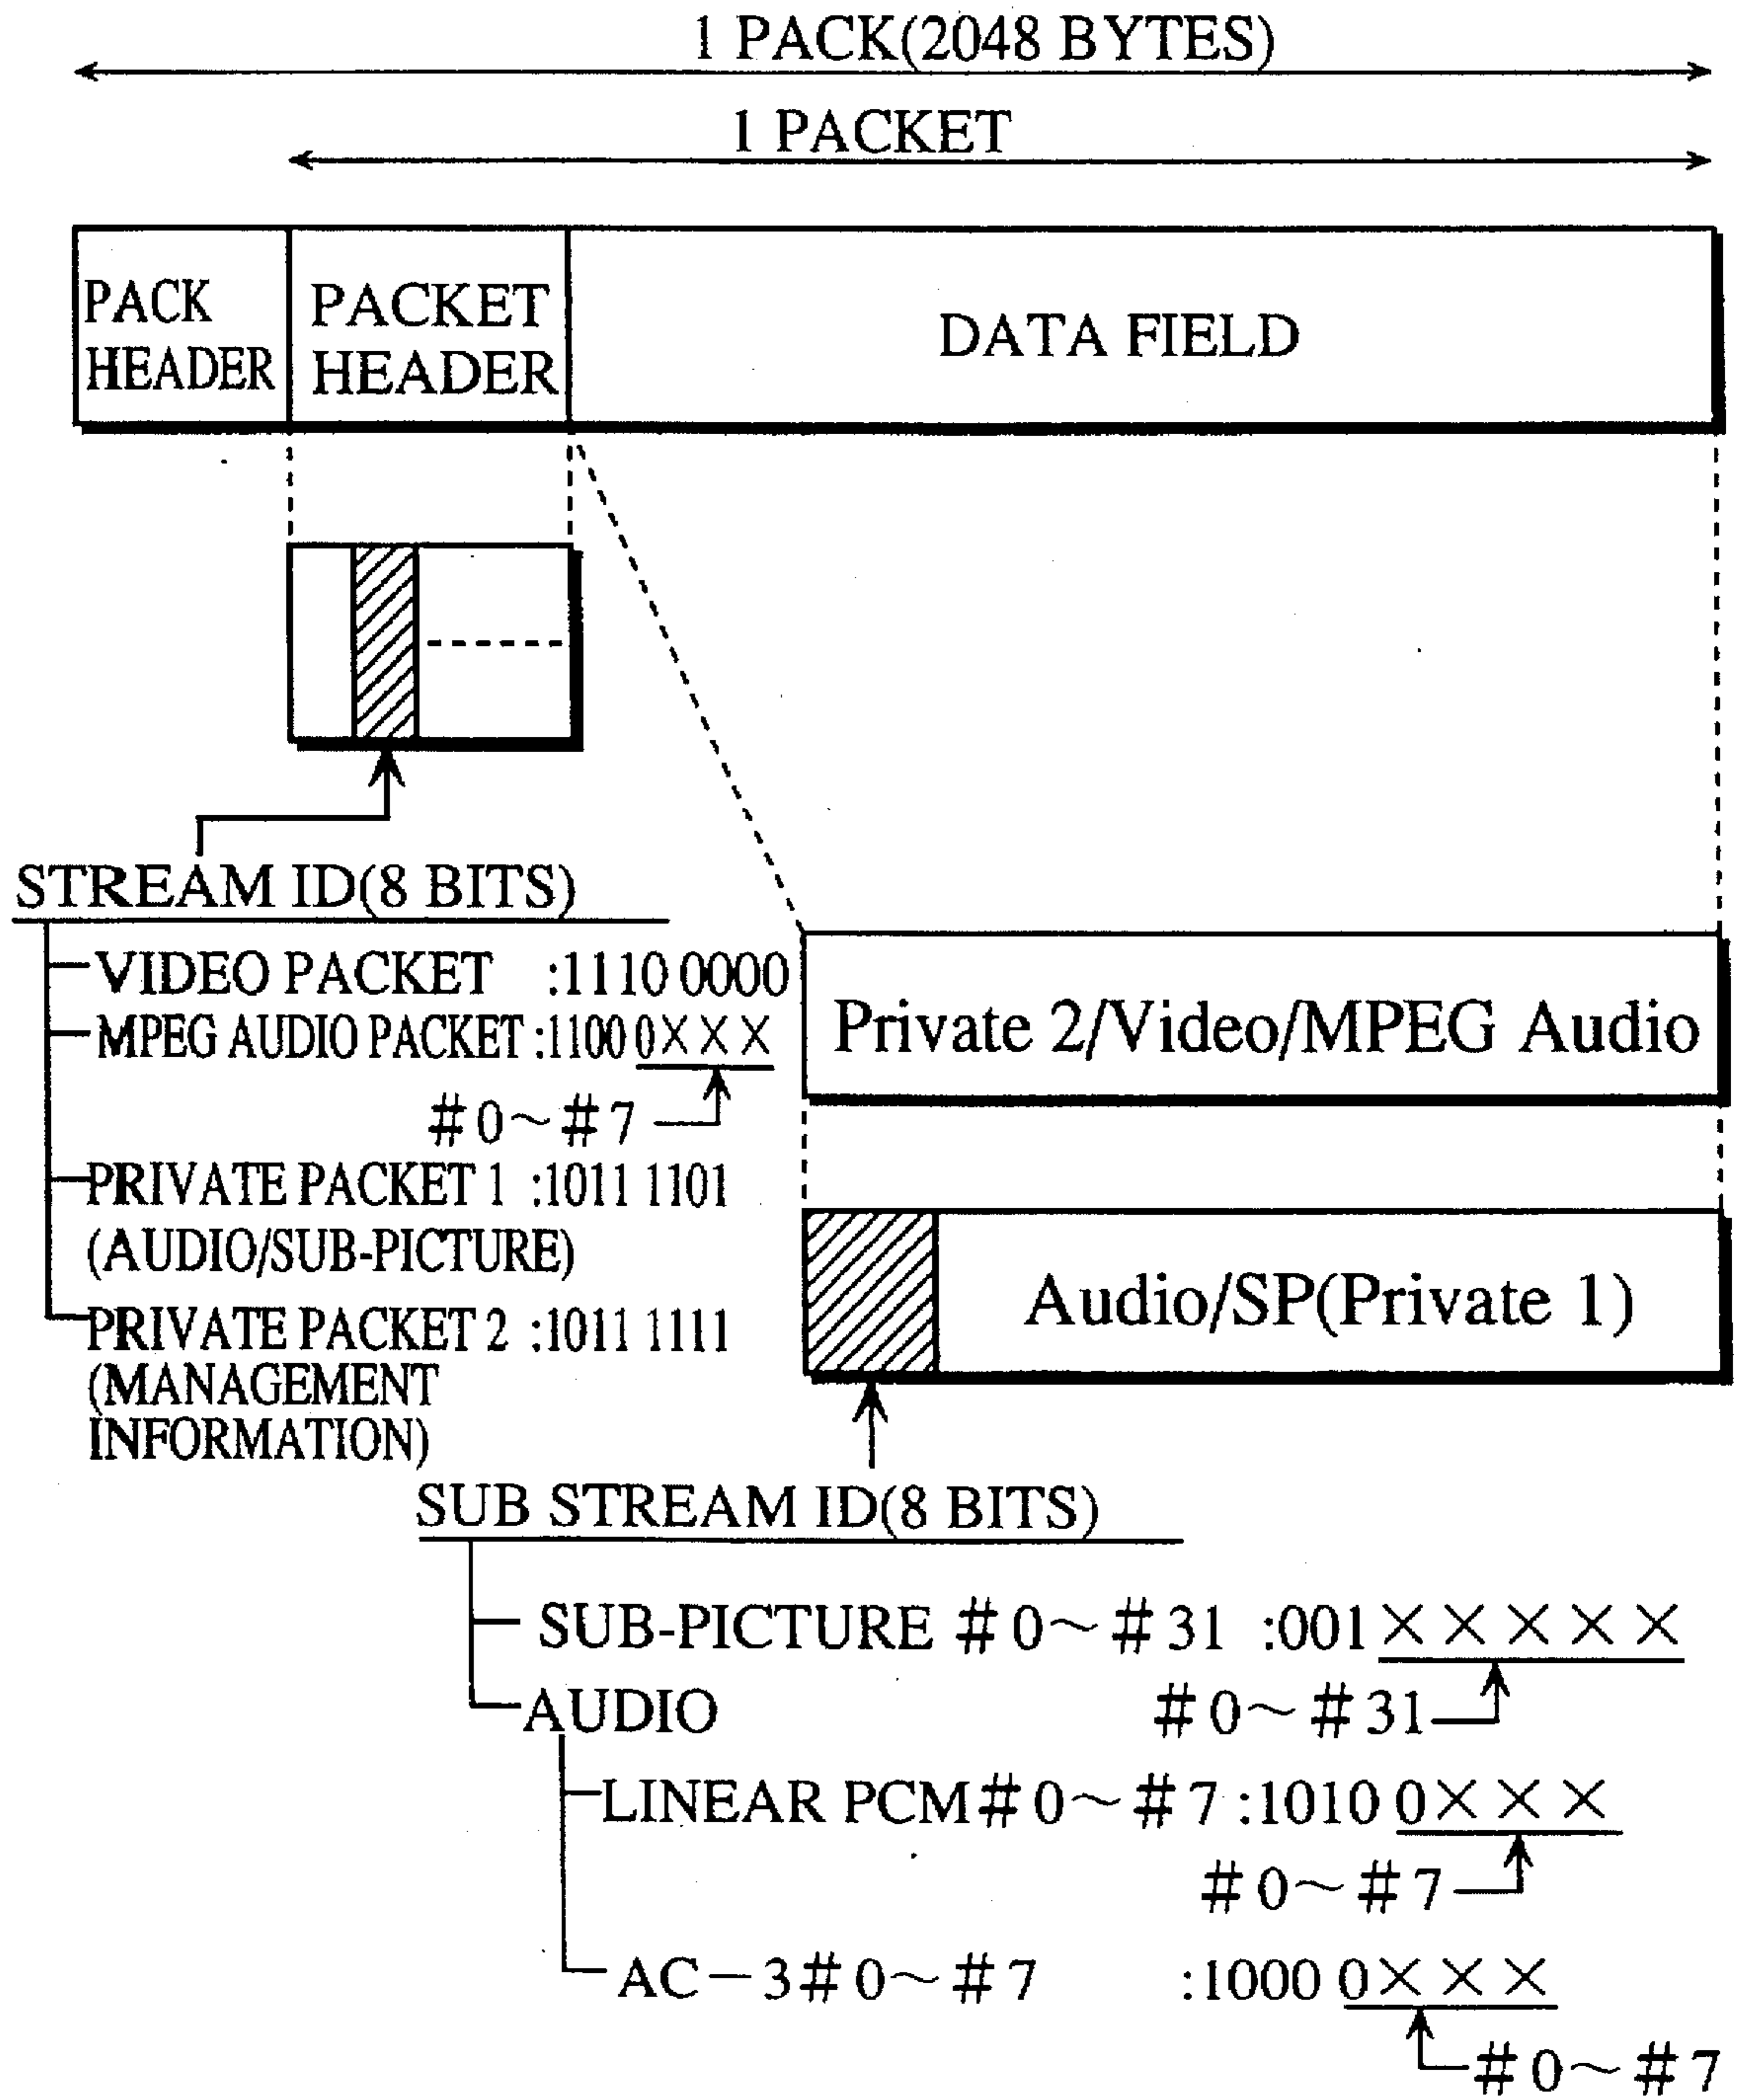 1 PACK(2048 BYTES)
1 PACKET
PACK
HEADER
PACKET
HEADER
DATA FIELD
STREAM ID(8 BITS)
VIDEO PACKET :1110 0000
MPEG AUDIO PACKET :1100 0×××
#0~#7
PRIVATE PACKET 1 :1011 1101
(AUDIO/SUB-PICTURE)
PRIVATE PACKET 2 :1011 1111
(MANAGEMENT
INFORMATION)
Private 2/Video/MPEG Audio
Audio/SP(Private 1)
SUB STREAM ID(8 BITS)
SUB-PICTURE #0~#31 :001×××××
#0~#31
AUDIO
LINEAR PCM#0~#7 :1010 0×××
#0~#7
AC-3#0~#7 :1000 0×××
#0~#7